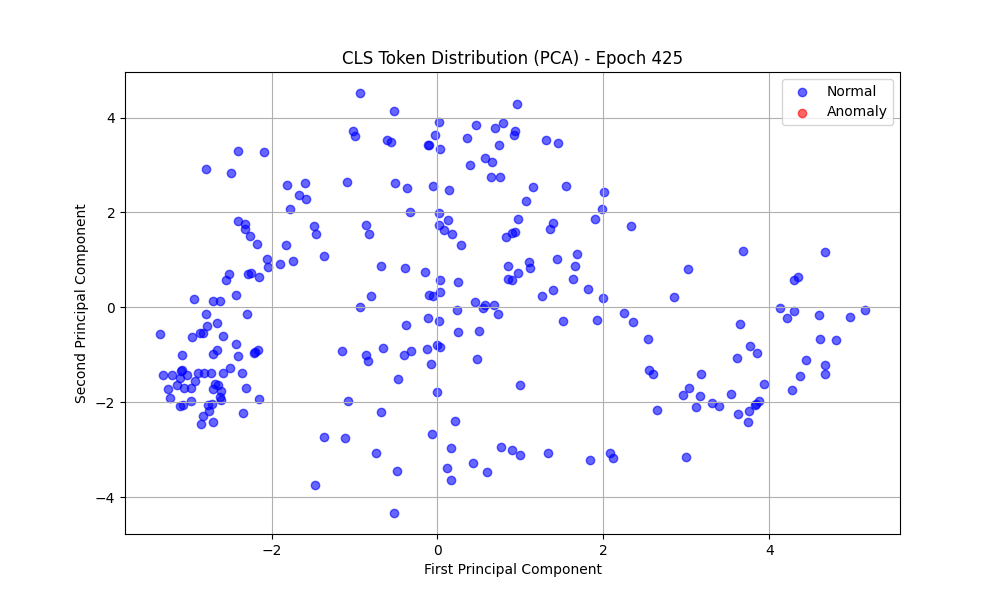 CLS Token Distribution (PCA) - Epoch 425
Normal
Anomaly
Second Principal Component
4
2
0
−2
−4
−2
0
2
4
First Principal Component